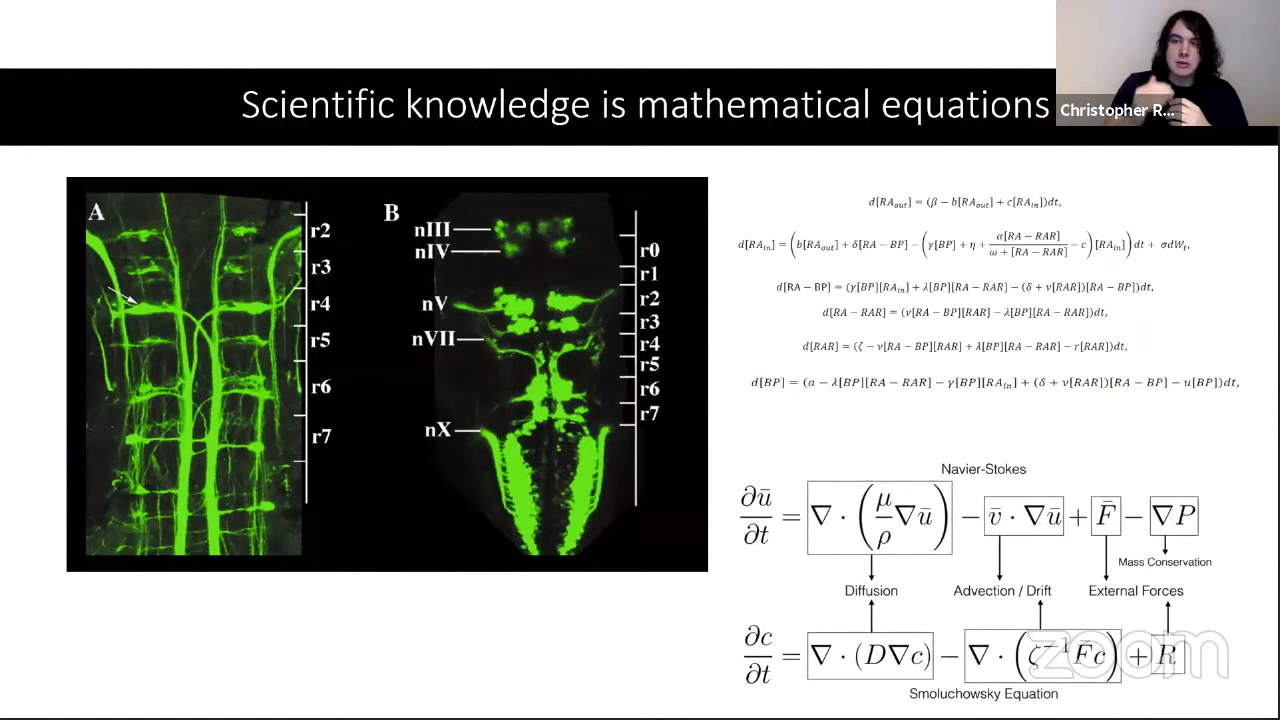 Scientific knowledge is mathematical equations
Christopher R...
A
r2
r3
r4
r5
r6
r7
B
nIII
nIV
nV
nVII
nX
r0
r1
r2
r3
r4
r5
r6
r7
d[RA_out] = (β − b[RA_out] + c[RA_in])dt,
d[RA_in] = (b[RA_out] + δ[RA − BP] − (γ[BP] + η + α[RA − RAR]/(ω + [RA − RAR]) − c)[RA_in])dt + σdW_t,
d[RA − BP] = (γ[BP][RA_in] + λ[BP][RA − RAR] − (δ + ν[RAR])[RA − BP])dt,
d[RA − RAR] = (ν[RA − BP][RAR] − λ[BP][RA − RAR])dt,
d[RAR] = (ζ − ν[RA − BP][RAR] + λ[BP][RA − RAR] − r[RAR])dt,
d[BP] = (a − λ[BP][RA − RAR] − γ[BP][RA_in] + (δ + ν[RAR])[RA − BP] − u[BP])dt,
Navier-Stokes
∂ū/∂t = ∇ · (μ/ρ ∇ū) − v̄ · ∇ū + F̄ − ∇P
Mass Conservation
Diffusion Advection / Drift External Forces
∂c/∂t = ∇ · (D∇c) − ∇ · (ζ⁻¹F̄c) + R
zoom
Smoluchowsky Equation